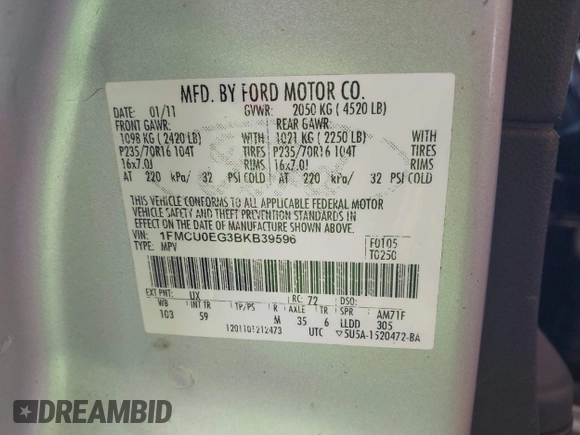 MFD. BY FORD MOTOR CO.
DATE: 01/11 GVWR: 2050 KG ( 4520 LB)
FRONT GAWR: REAR GAWR:
1098 KG ( 2420 LB) WITH 1021 KG ( 2250 LB) WITH
P235/70R16 104T TIRES P235/70R16 104T TIRES
16x7.0J RIMS 16x7.0J RIMS
AT 220 kPa/ 32 PSI COLD AT 220 kPa/ 32 PSI COLD
THIS VEHICLE CONFORMS TO ALL APPLICABLE FEDERAL MOTOR
VEHICLE SAFETY AND THEFT PREVENTION STANDARDS IN
EFFECT ON THE DATE OF MANUFACTURE SHOWN ABOVE.
VIN: 1FMCU0EG3BKB39596 F0105
TYPE: MPV T0250
EXT PNT: UX RC: 72 DSO:
WB INT TR TP/PS R AXLE TR SPR AM71F
103 59 M 35 6 LLDD 305
1201101212473 UTC ▽5U5A-1520472-BA
DREAMBID